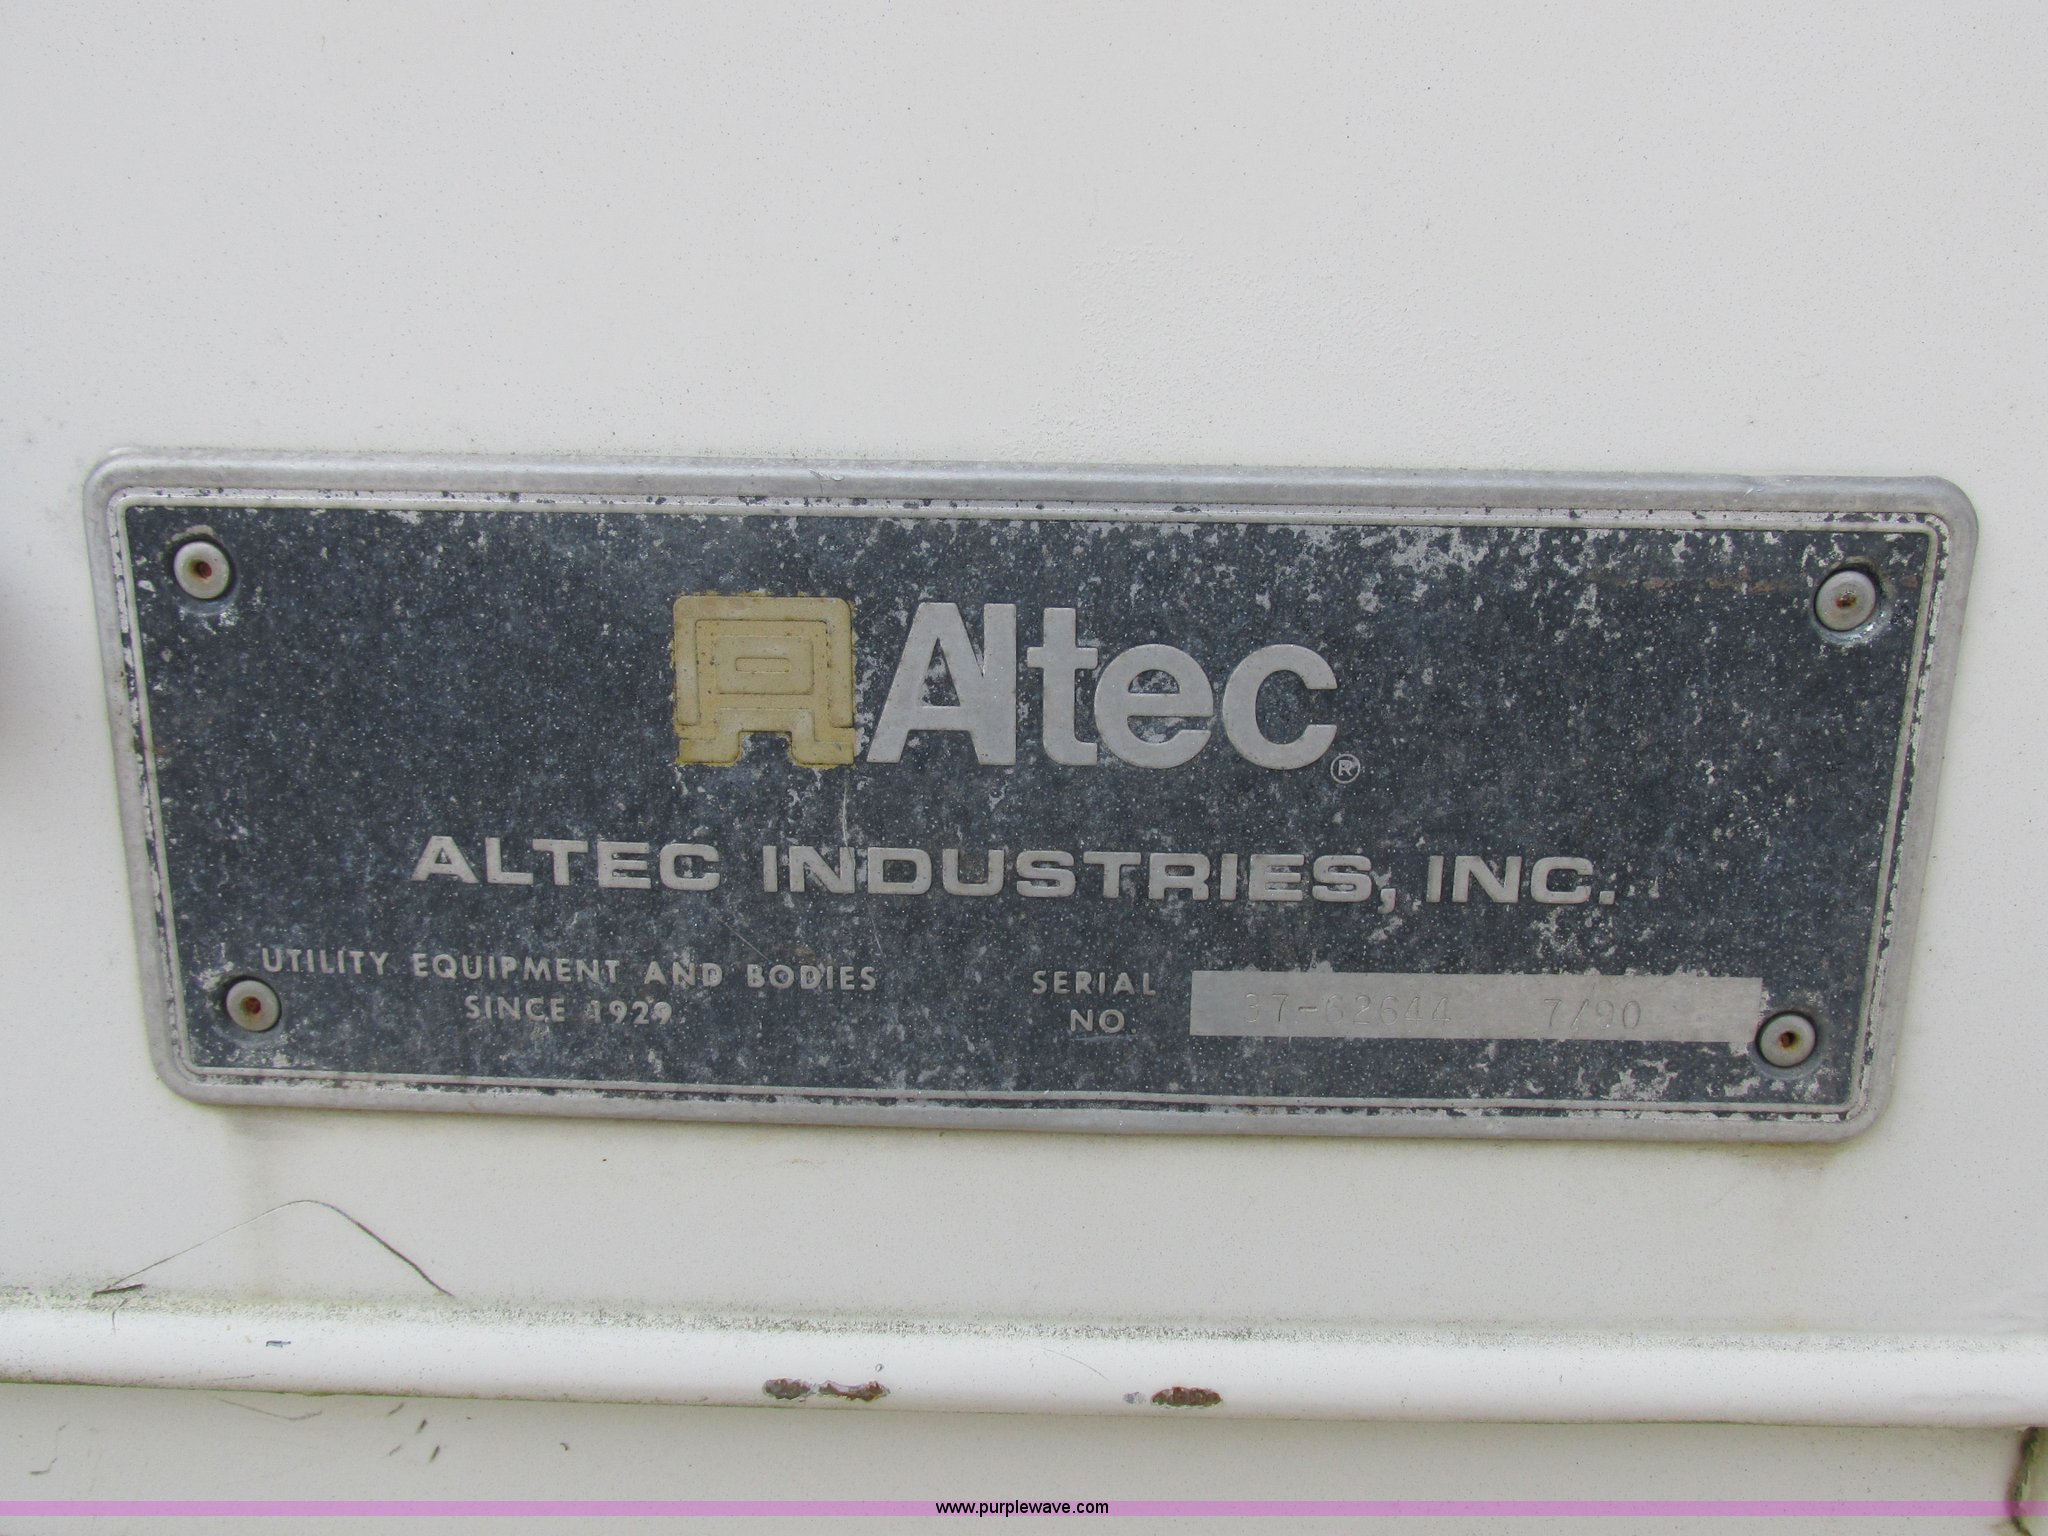 Altec®
ALTEC INDUSTRIES, INC.
UTILITY EQUIPMENT AND BODIES
SINCE 1929
SERIAL
NO.
37-62644 7/90
www.purplewave.com